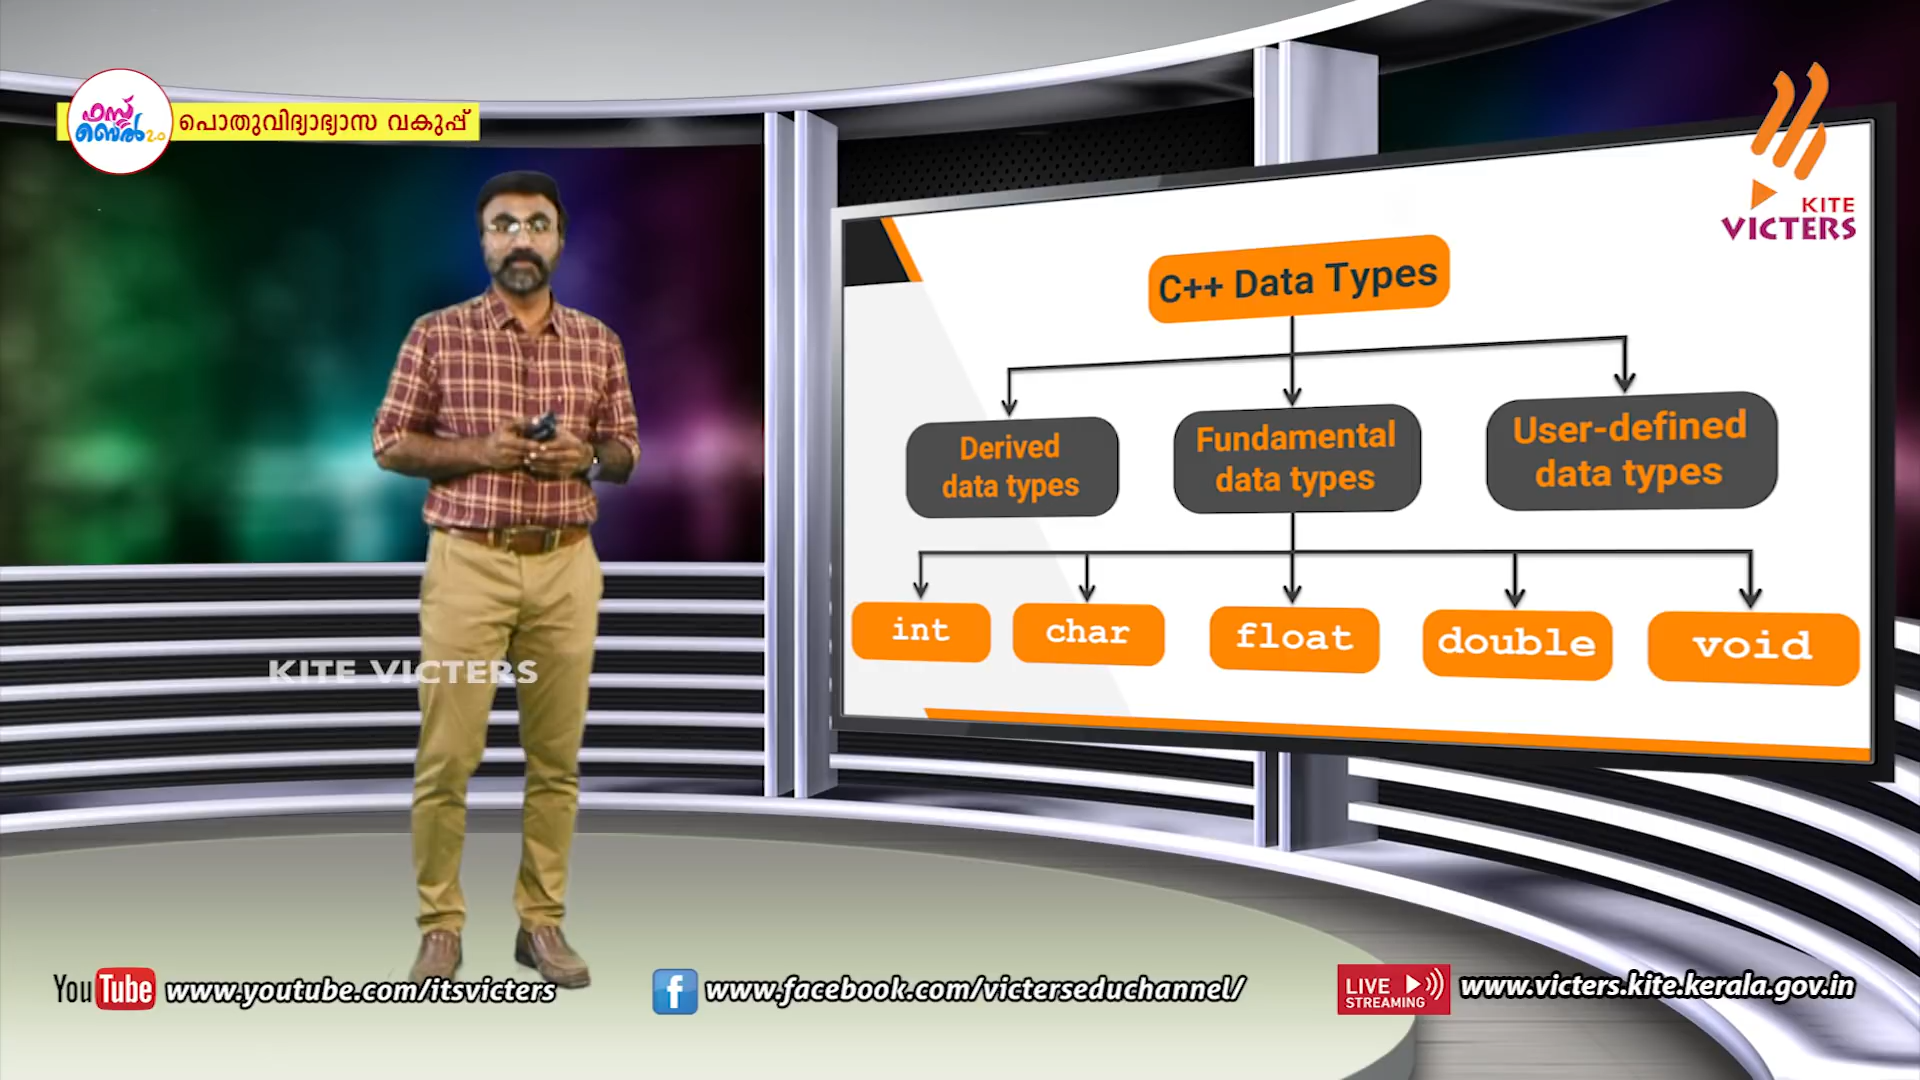 ഫസ്റ്റ്
ബെൽ 2.0
പൊതുവിദ്യാഭ്യാസ വകുപ്പ്
KITE
VICTERS
C++ Data Types
Derived
data types
Fundamental
data types
User-defined
data types
int
char
float
double
void
KITE VICTERS
YouTube
www.youtube.com/itsvicters
f
www.facebook.com/victerseduchannel/
LIVE
STREAMING
www.victers.kite.kerala.gov.in